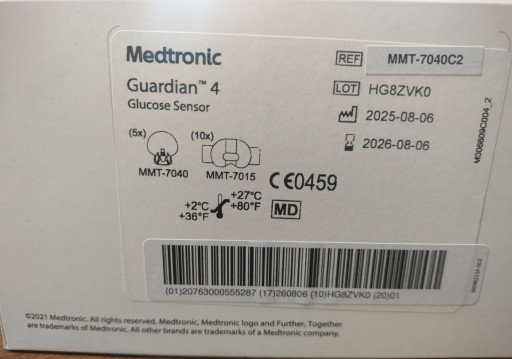 Medtronic
REF MMT-7040C2
Guardian™ 4
Glucose Sensor
LOT HG8ZVK0
2025-08-06
2026-08-06
(5x) (10x)
MMT-7040 MMT-7015
CE0459
+2°C +27°C
+36°F +80°F
MD
M006609C004_2
(01)20763000555287 (17)260806 (10)HG8ZVK0 (20)01
©2021 Medtronic. All rights reserved. Medtronic, Medtronic logo and Further, Together
are trademarks of Medtronic. All other brands are trademarks of a Medtronic company.